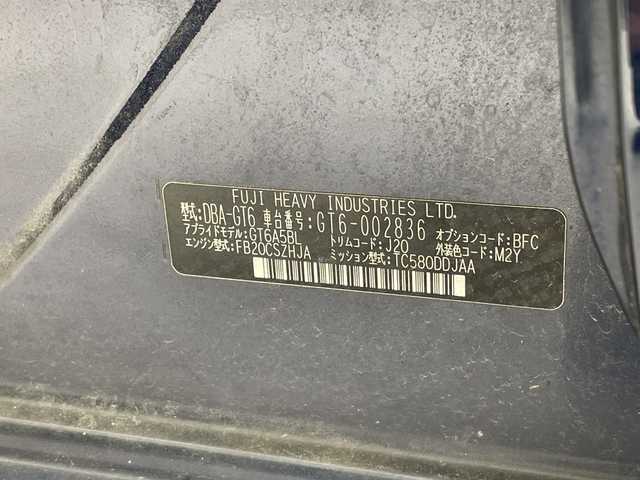 FUJI HEAVY INDUSTRIES LTD.
型式:DBA-GT6 車台番号:GT6-002836
アプライドモデル:GT6A5BL トリムコード:J20 オプションコード:BFC
エンジン型式:FB20CSZHJA ミッション型式:TC580DDJAA 外装色コード:M2Y